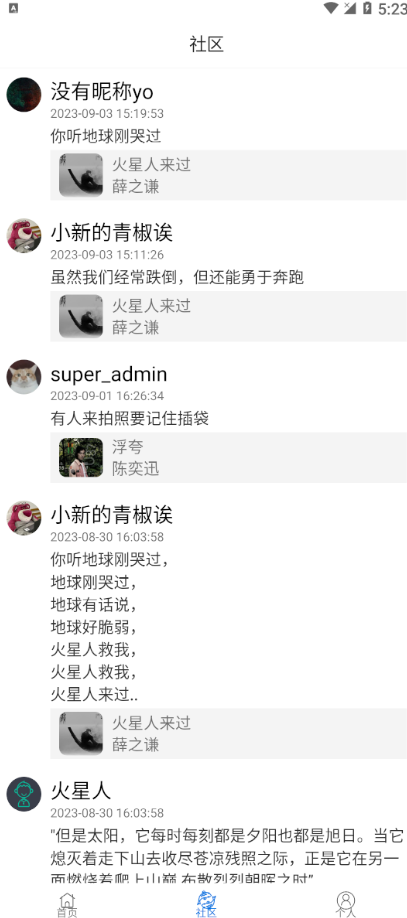 5:23
社区
没有昵称yo
2023-09-03 15:19:53
你听地球刚哭过
火星人来过
薛之谦
小新的青椒诶
2023-09-03 15:11:26
虽然我们经常跌倒，但还能勇于奔跑
火星人来过
薛之谦
super_admin
2023-09-01 16:26:34
有人来拍照要记住插袋
浮夸
陈奕迅
小新的青椒诶
2023-08-30 16:03:58
你听地球刚哭过，
地球刚哭过，
地球有话说，
地球好脆弱，
火星人救我，
火星人救我，
火星人来过..
火星人来过
薛之谦
火星人
2023-08-30 16:03:58
"但是太阳，它每时每刻都是夕阳也都是旭日。当它
熄灭着走下山去收尽苍凉残照之际，正是它在另一
面燃烧着爬上山巅 布散烈烈朝晖之时”
首页
社区
个人